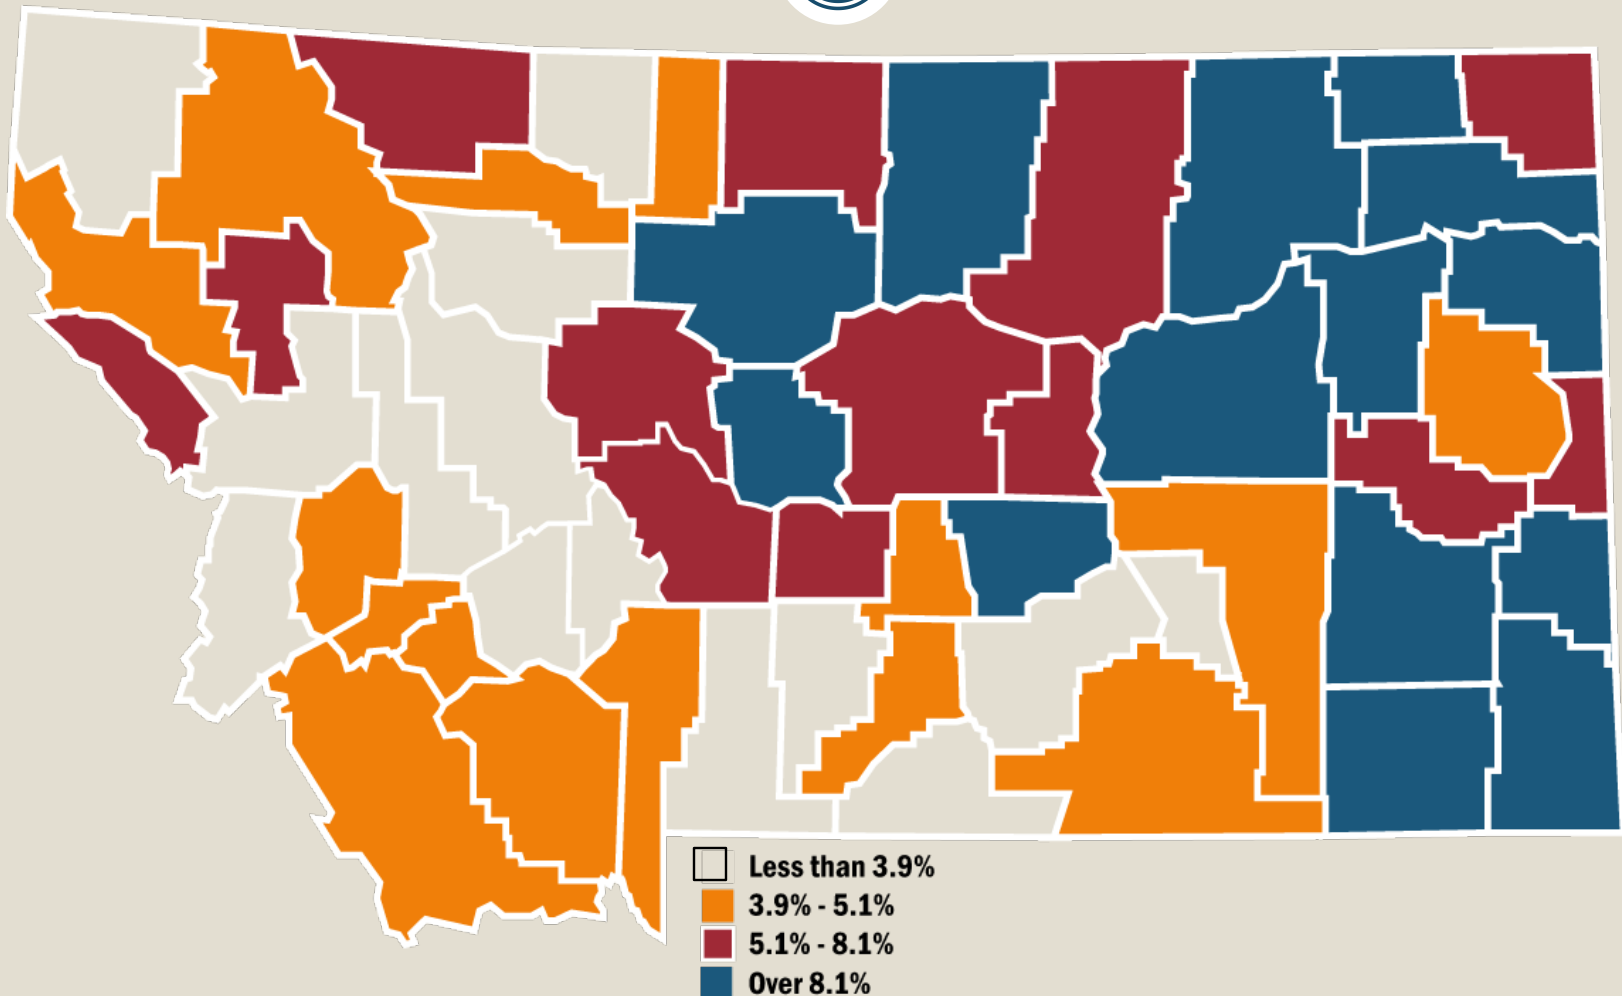 Less than 3.9%
3.9% - 5.1%
5.1% - 8.1%
Over 8.1%